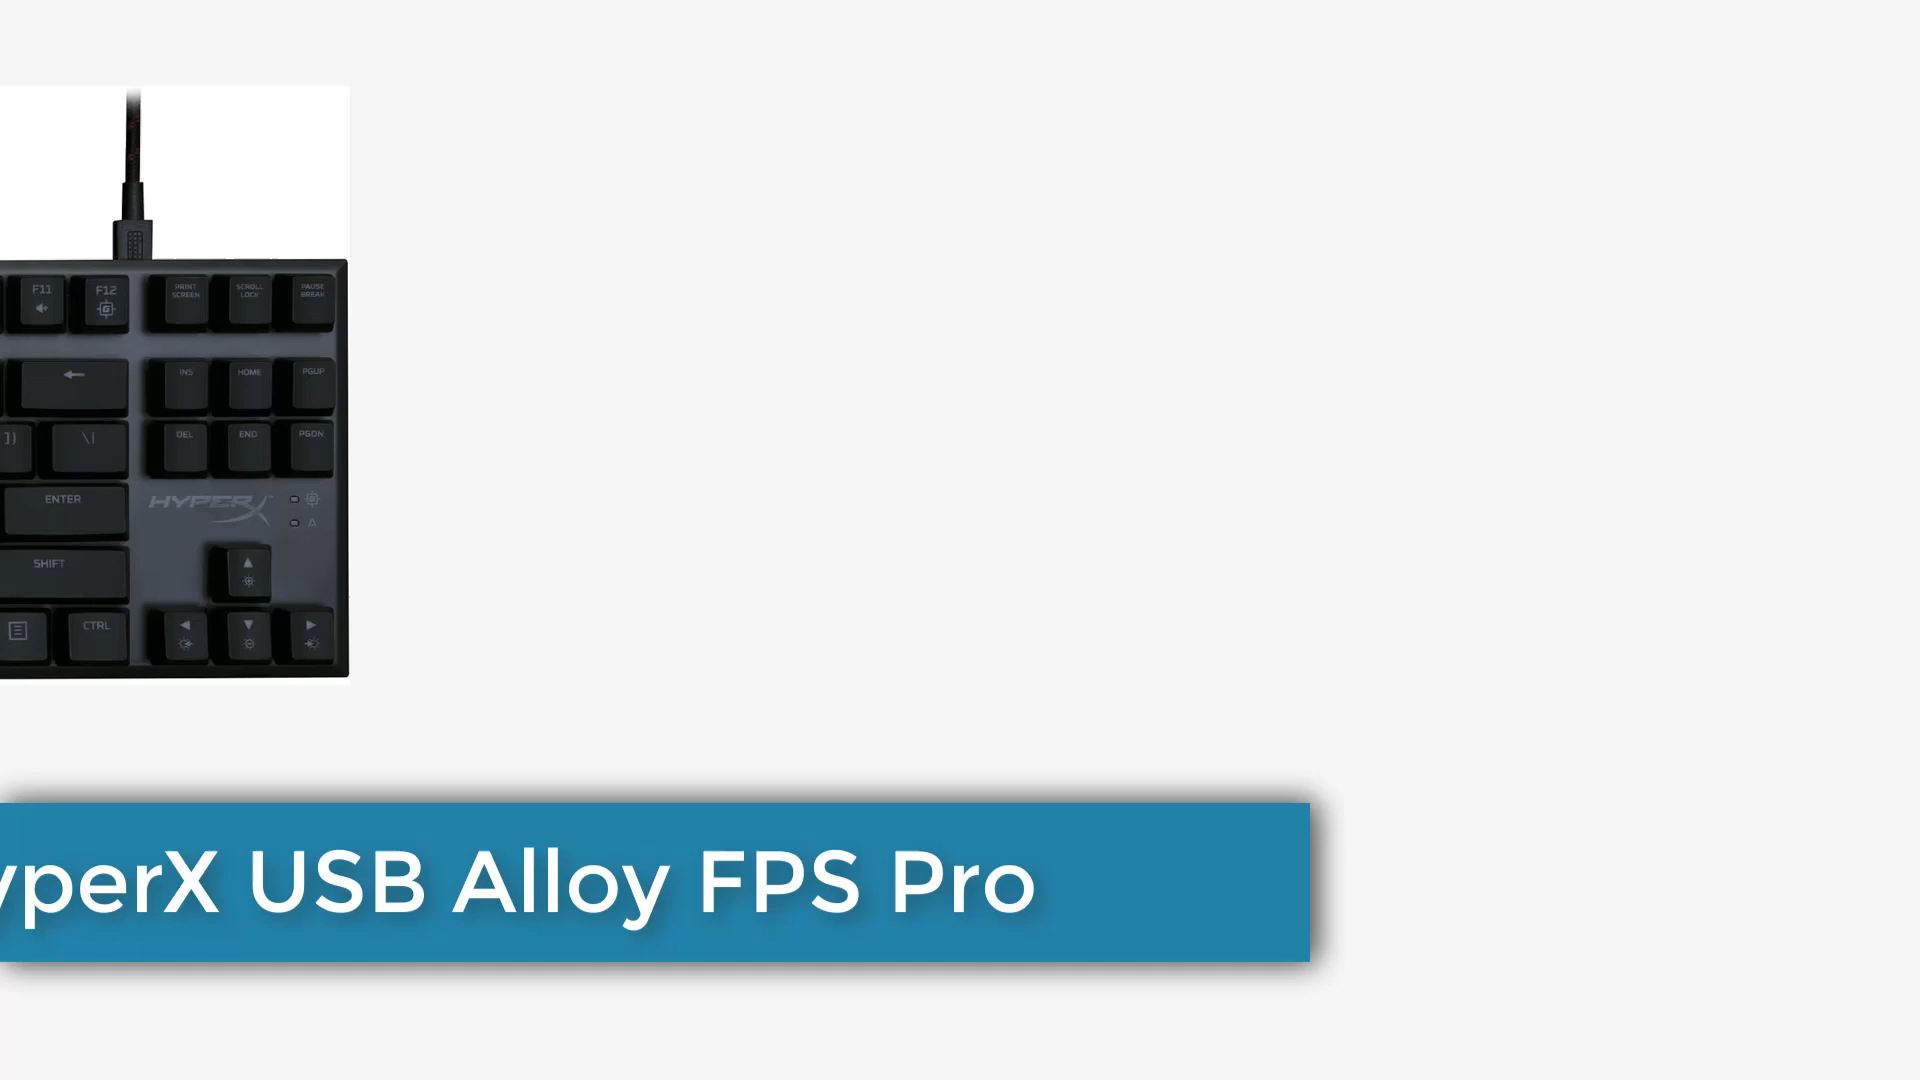 F11 F12 PRINT SCREEN SCROLL LOCK PAUSE BREAK
INS HOME PGUP
]} \| DEL END PGDN
ENTER HYPERX
SHIFT
CTRL
yperX USB Alloy FPS Pro